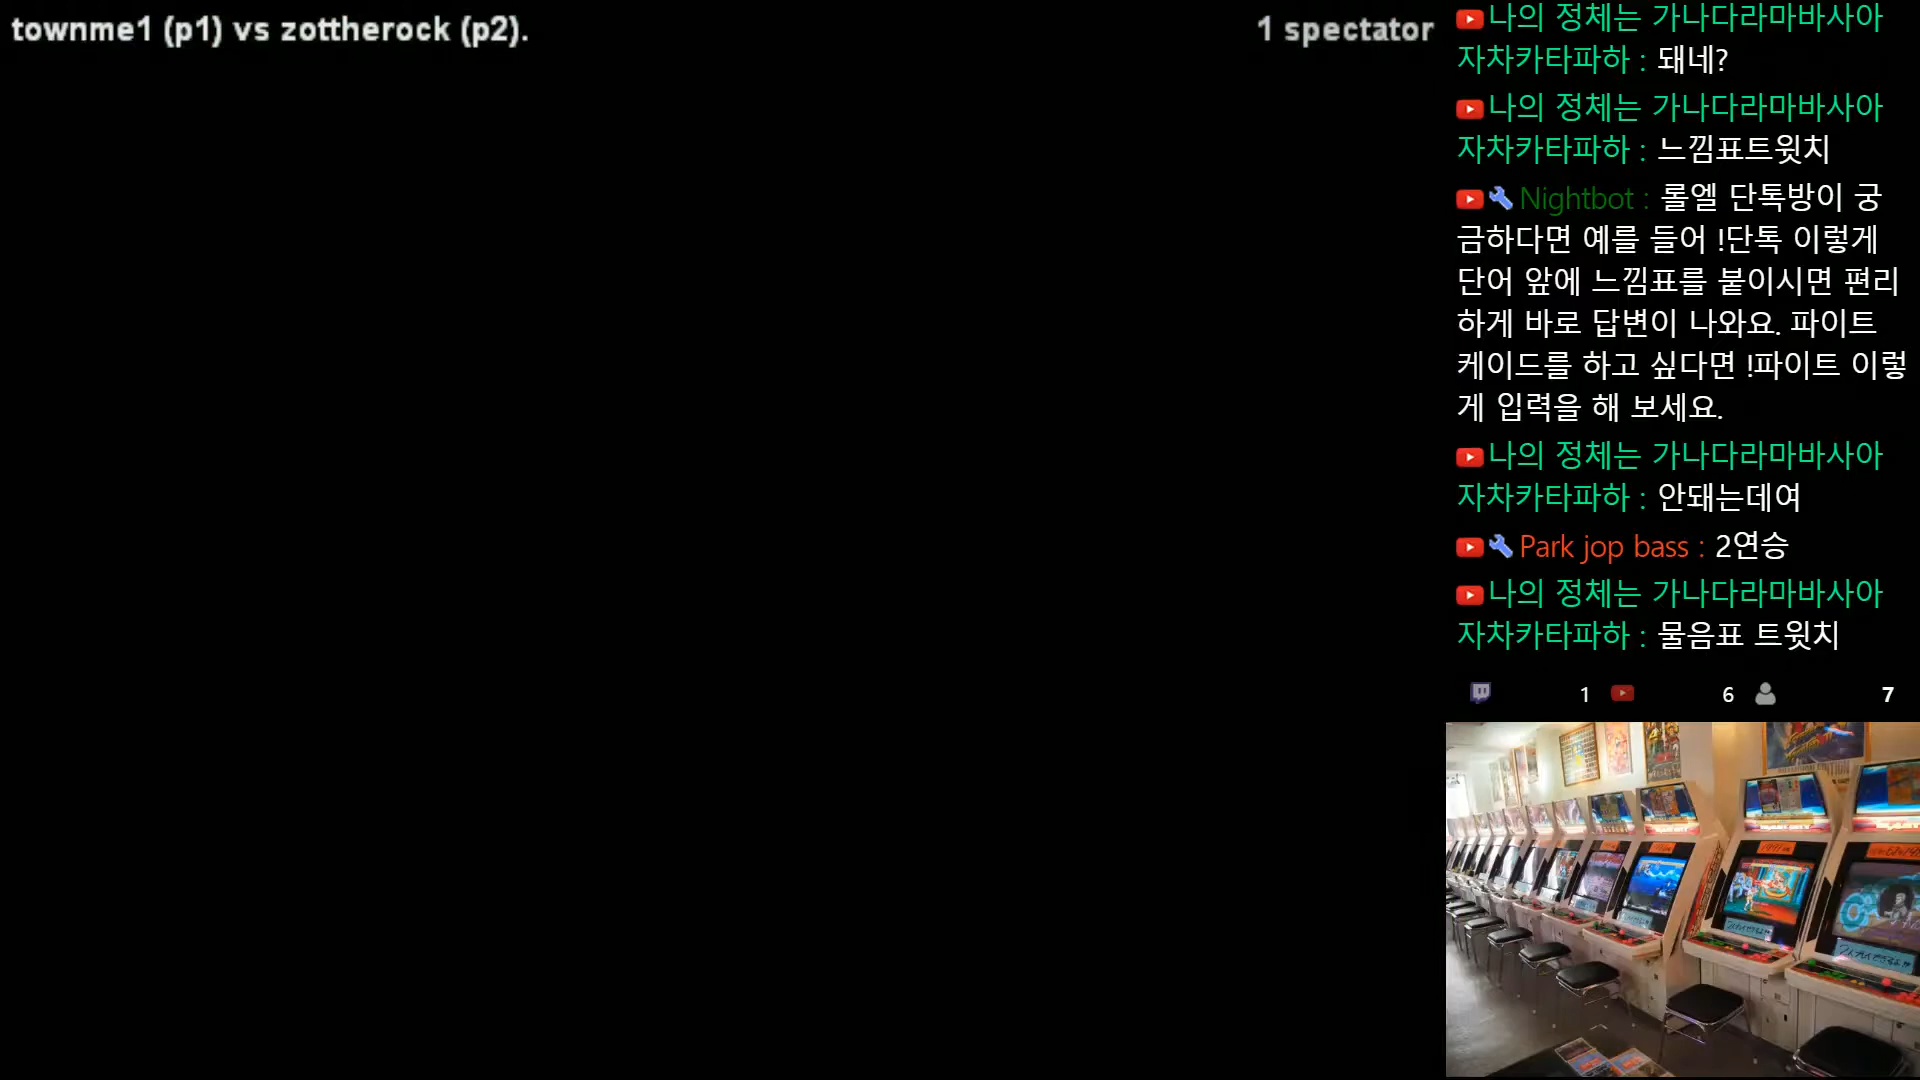 townme1 (p1) vs zottherock (p2).
1 spectator
나의 정체는 가나다라마바사아
자차카타파하 : 돼네?
나의 정체는 가나다라마바사아
자차카타파하 : 느낌표트윗치
Nightbot : 롤엘 단톡방이 궁
금하다면 예를 들어 !단톡 이렇게
단어 앞에 느낌표를 붙이시면 편리
하게 바로 답변이 나와요. 파이트
케이드를 하고 싶다면 !파이트 이렇
게 입력을 해 보세요.
나의 정체는 가나다라마바사아
자차카타파하 : 안돼는데여
Park jop bass : 2연승
나의 정체는 가나다라마바사아
자차카타파하 : 물음표 트윗치
1 6 7